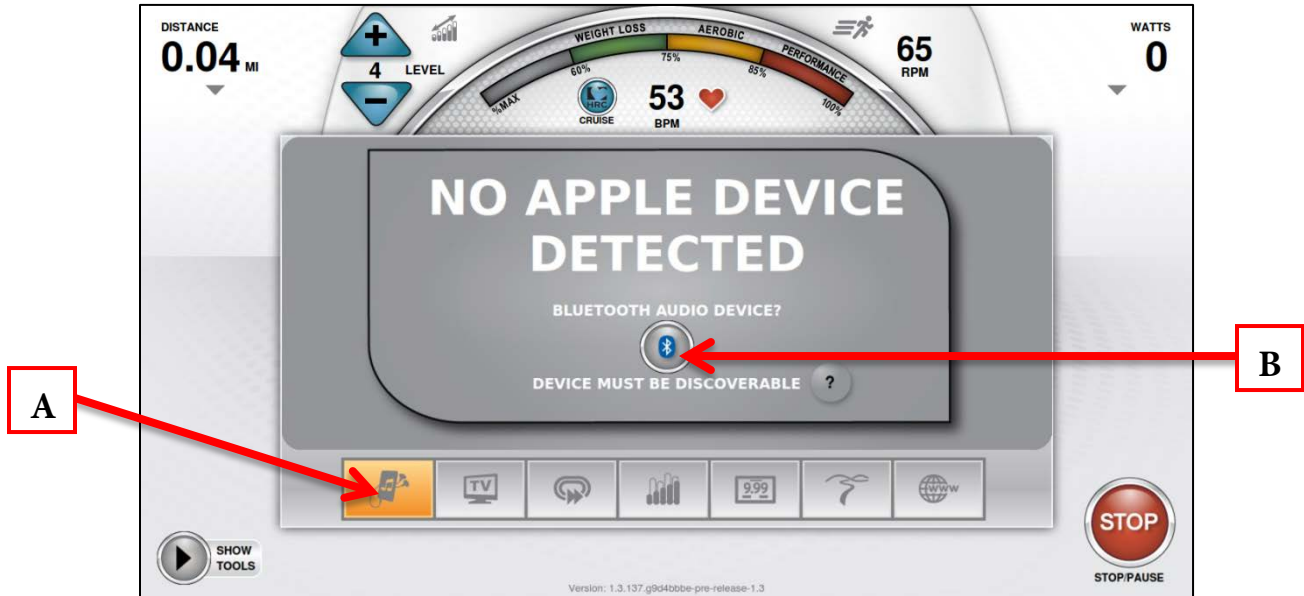 DISTANCE
0.04 MI
4 LEVEL
WEIGHT LOSS
AEROBIC
PERFORMANCE
%MAX
60%
75%
85%
100%
HRC
CRUISE
53
BPM
65
RPM
WATTS
0
NO APPLE DEVICE
DETECTED
BLUETOOTH AUDIO DEVICE?
DEVICE MUST BE DISCOVERABLE ?
A
B
TV
9.99
WWW
SHOW
TOOLS
STOP
STOP/PAUSE
Version: 1.3.137.g9d4bbbe-pre-release-1.3